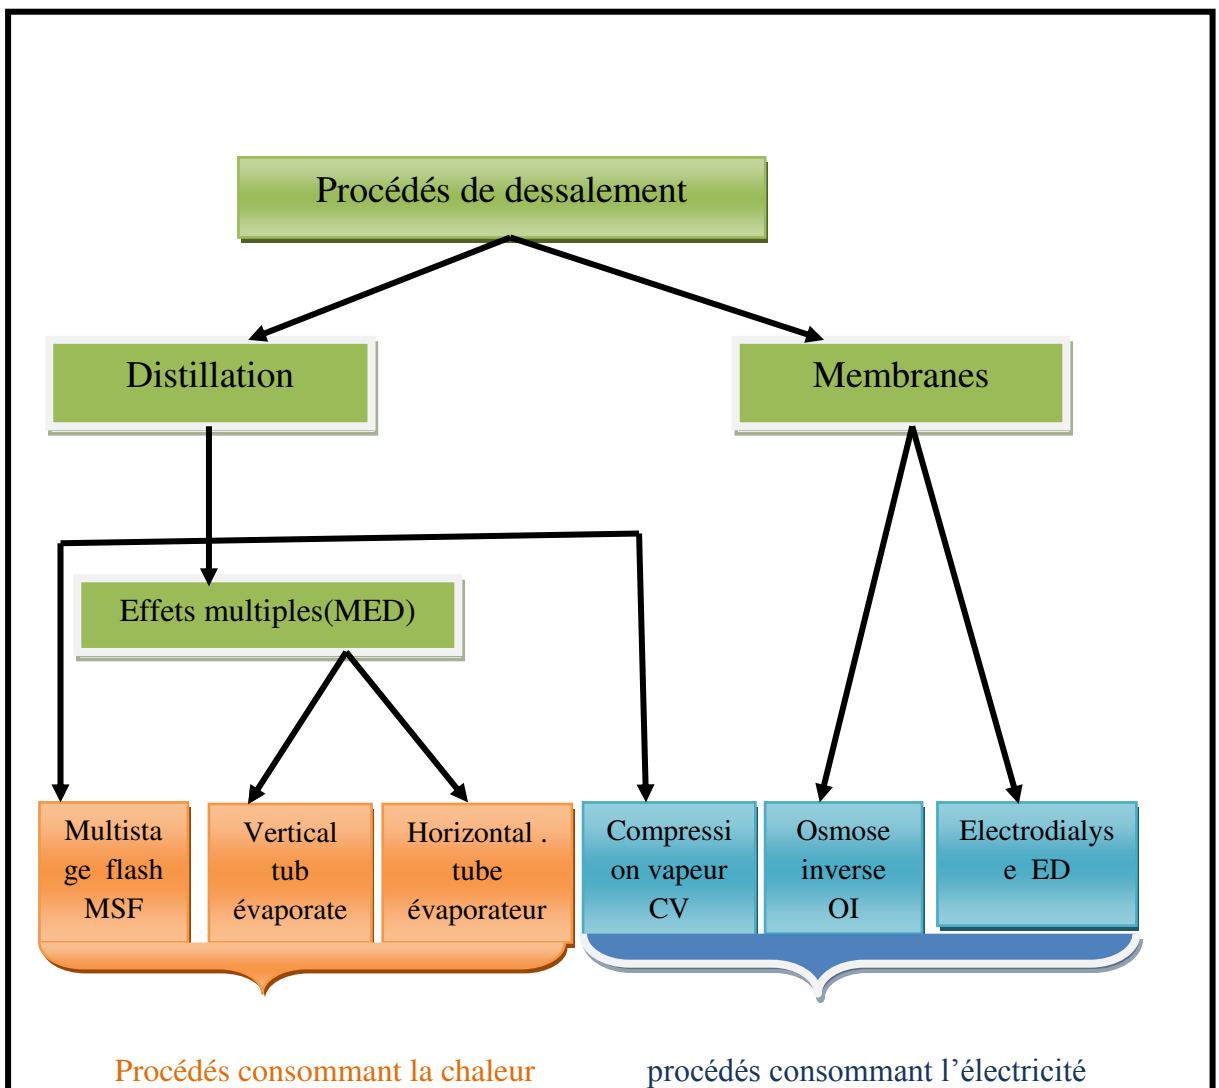 Procédés de dessalement
Distillation
Membranes
Effets multiples(MED)
Multista
ge flash
MSF
Vertical
tub
évaporate
Horizontal .
tube
évaporateur
Compressi
on vapeur
CV
Osmose
inverse
OI
Electrodialys
e ED
Procédés consommant la chaleur
procédés consommant l’électricité